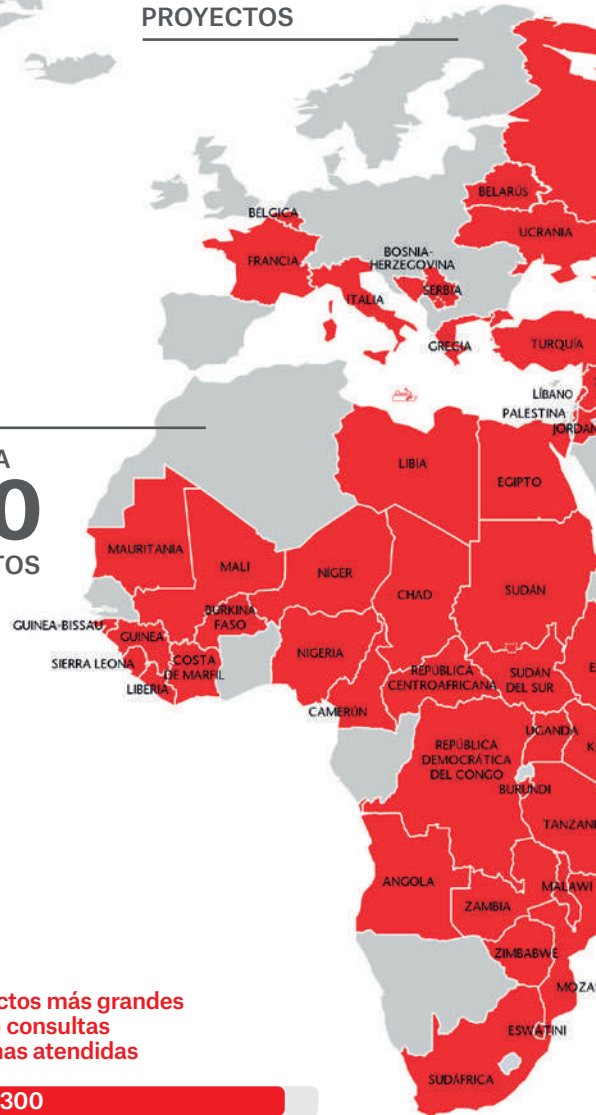 PROYECTOS
BELARÚS
BÉLGICA
UCRANIA
FRANCIA
BOSNIA-
HERZEGOVINA
SERBIA
ITALIA
GRECIA
TURQUÍA
LÍBANO
PALESTINA
JORDAN
LIBIA
EGIPTO
A
0
TOS
MAURITANIA
MALI
NÍGER
CHAD
SUDÁN
GUINEA-BISSAU
GUINEA
BURKINA
FASO
SIERRA LEONA
COSTA
DE MARFIL
LIBERIA
NIGERIA
CAMERÚN
REPÚBLICA
CENTROAFRICANA
SUDÁN
DEL SUR
E
UGANDA
K
REPÚBLICA
DEMOCRÁTICA
DEL CONGO
BURUNDI
TANZANI
ANGOLA
MALAWI
ZAMBIA
ZIMBABWE
MOZA
ESWATINI
SUDÁFRICA
ctos más grandes
consultas
nas atendidas
300